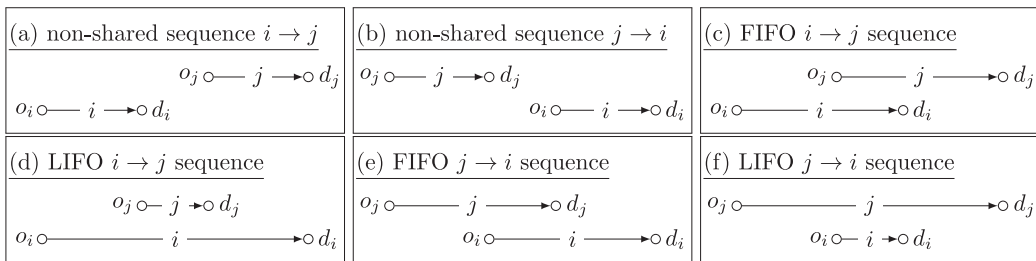 (a) non-shared sequence i → j
o_j j d_j
o_i i d_i
(b) non-shared sequence j → i
o_j j d_j
o_i i d_i
(c) FIFO i → j sequence
o_j j d_j
o_i i d_i
(d) LIFO i → j sequence
o_j j d_j
o_i i d_i
(e) FIFO j → i sequence
o_j j d_j
o_i i d_i
(f) LIFO j → i sequence
o_j j d_j
o_i i d_i